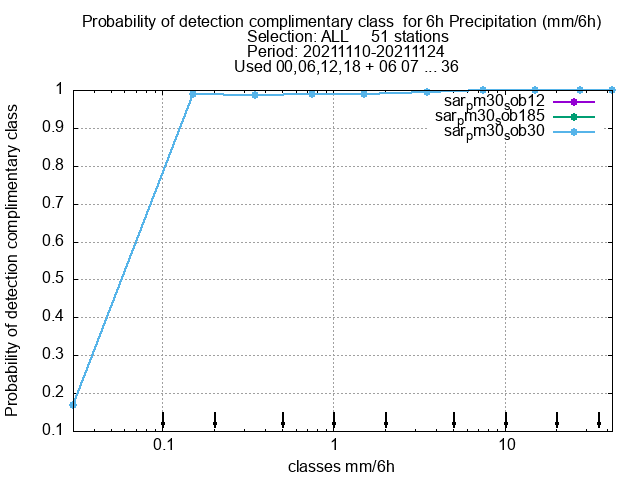 Probability of detection complimentary class  for 6h Precipitation (mm/6h)
Selection: ALL     51 stations
Period: 20211110-20211124
Used 00,06,12,18 + 06 07 ... 36
sar_pm30_sob12
sar_pm30_sob185
sar_pm30_sob30
Probability of detection complimentary class
1
0.9
0.8
0.7
0.6
0.5
0.4
0.3
0.2
0.1
0.1
1
10
classes mm/6h